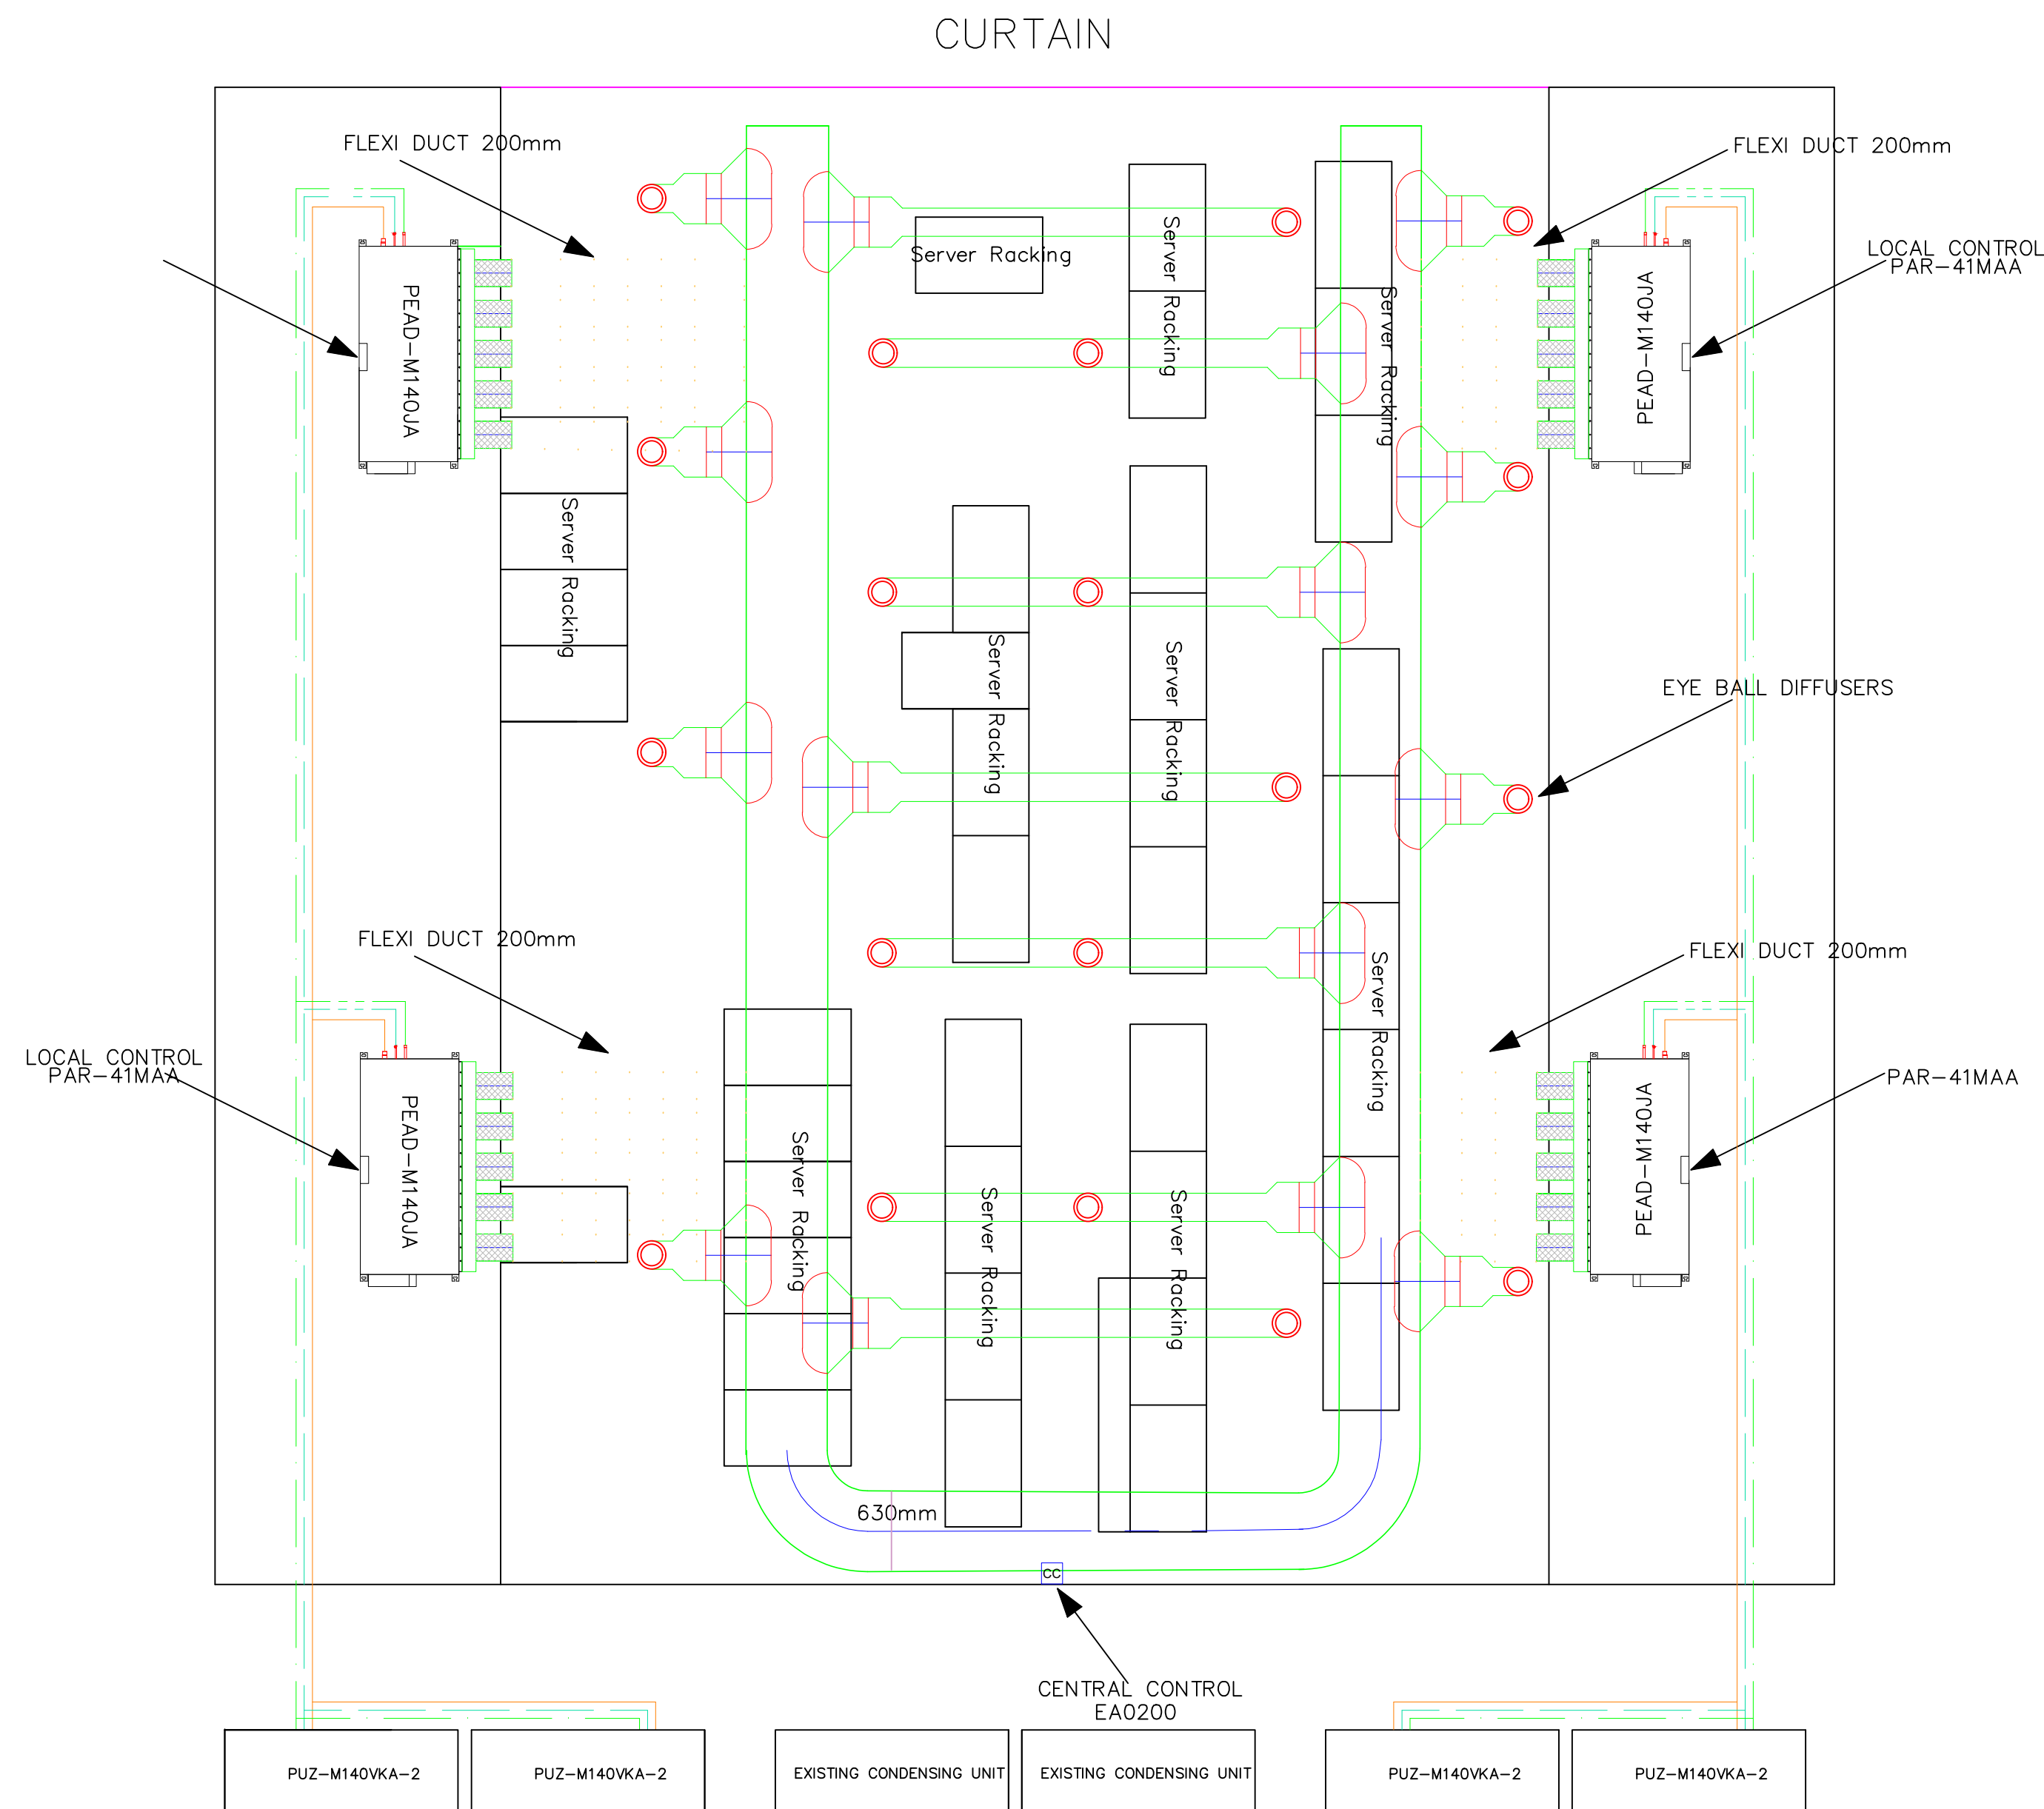 CURTAIN
FLEXI DUCT 200mm
FLEXI DUCT 200mm
LOCAL CONTROL
PAR-41MAA
PEAD-M140JA
PEAD-M140JA
Server Racking
Server Racking
Server Racking
Server Racking
Server Racking
Server Racking
EYE BALL DIFFUSERS
FLEXI DUCT 200mm
FLEXI DUCT 200mm
Server Racking
LOCAL CONTROL
PAR-41MAA
PAR-41MAA
PEAD-M140JA
PEAD-M140JA
Server Racking
Server Racking
Server Racking
630mm
CC
CENTRAL CONTROL
EA0200
PUZ-M140VKA-2
PUZ-M140VKA-2
EXISTING CONDENSING UNIT
EXISTING CONDENSING UNIT
PUZ-M140VKA-2
PUZ-M140VKA-2